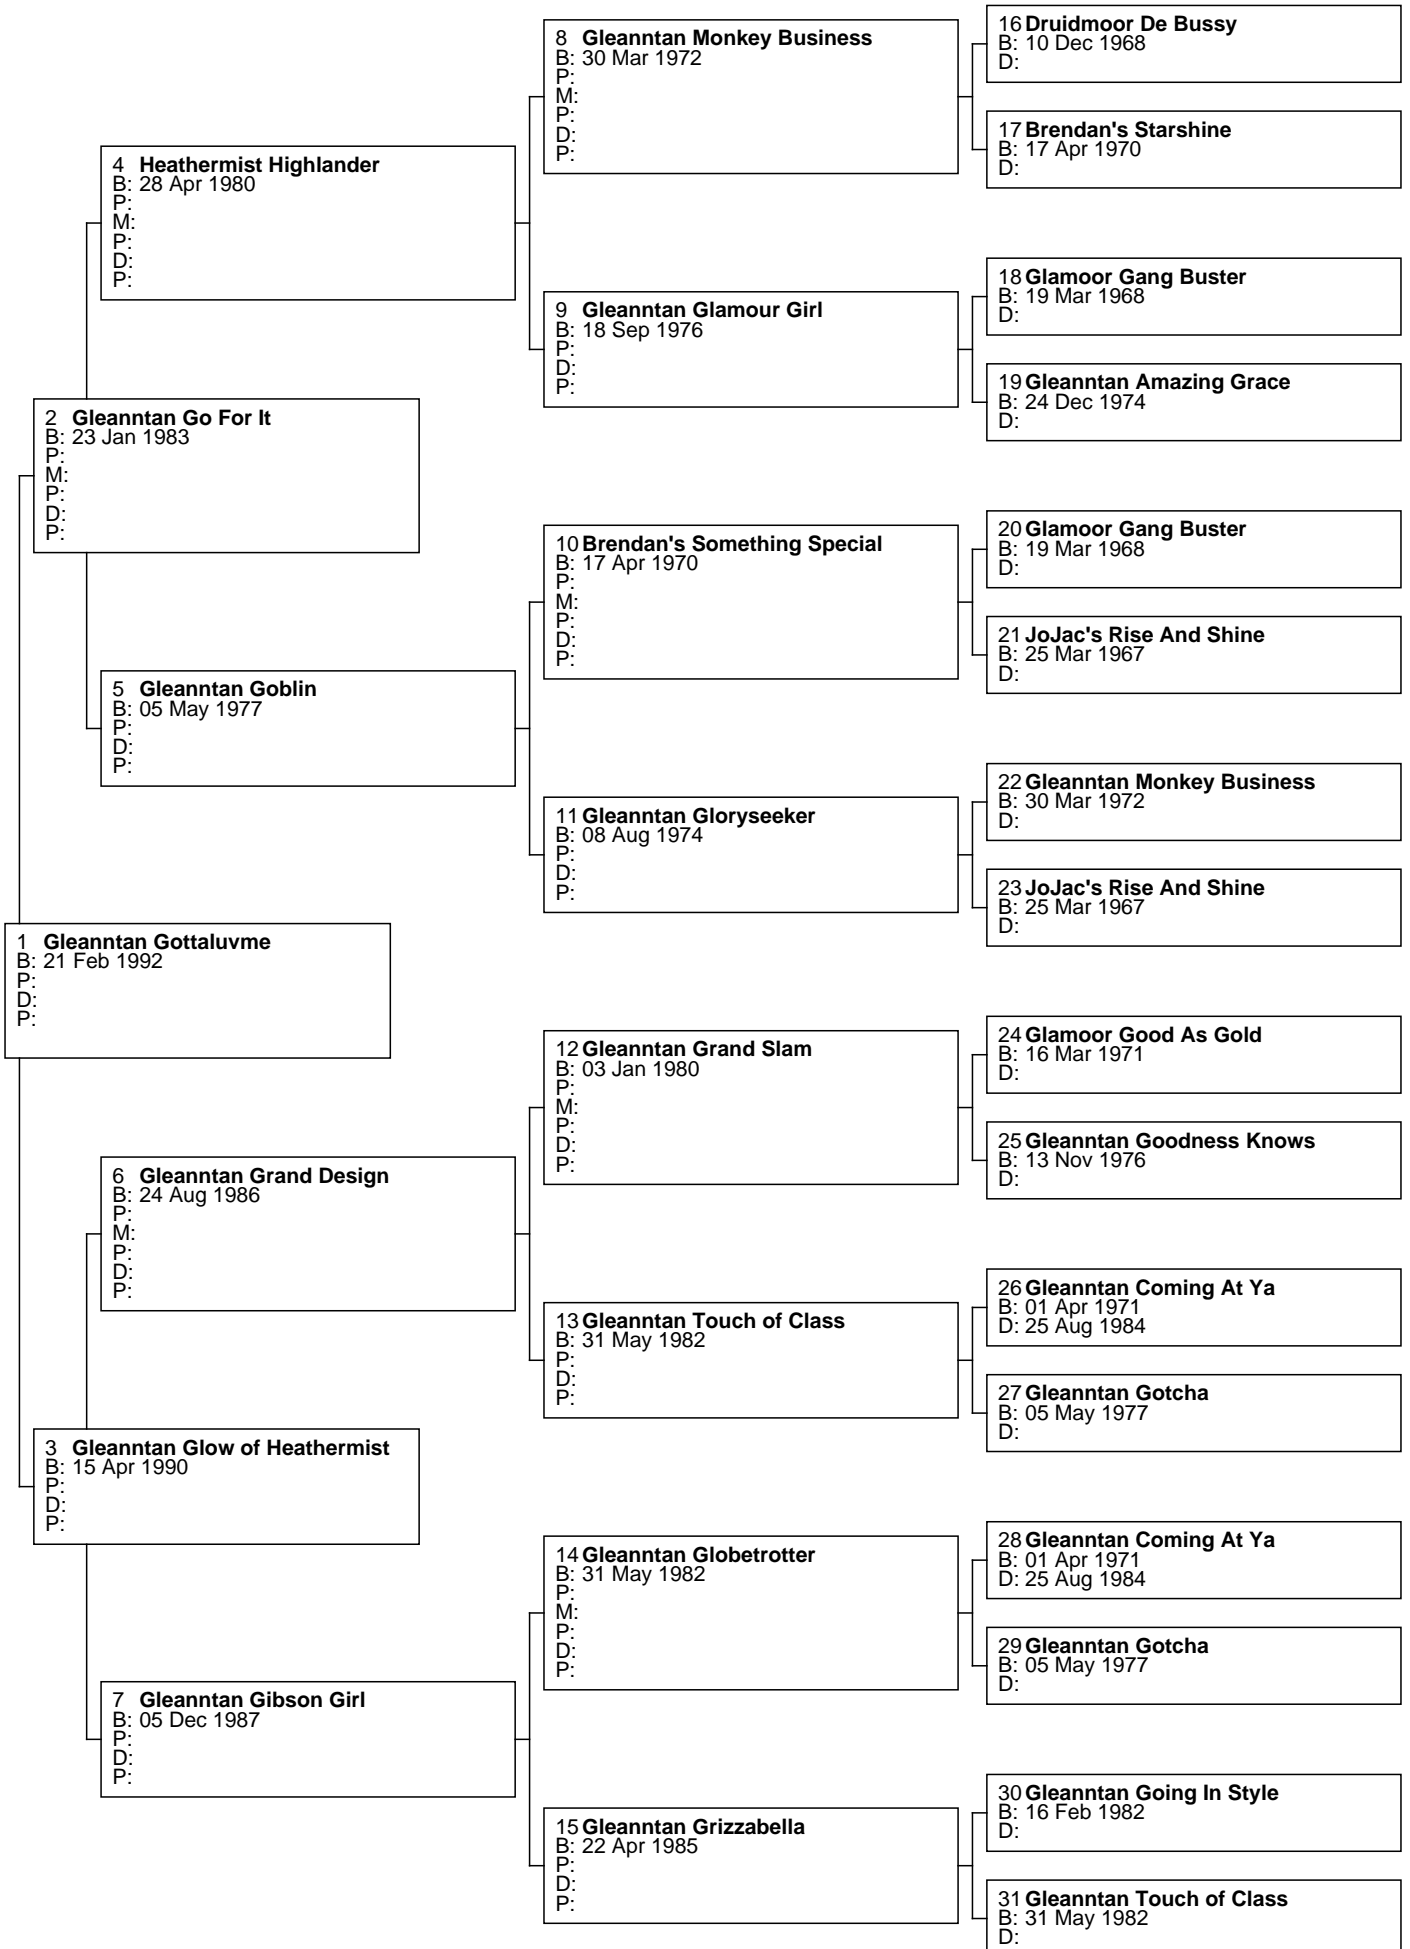 1 Gleanntan Gottaluvme
B: 21 Feb 1992
P:
D:
P:
2 Gleanntan Go For It
B: 23 Jan 1983
P:
M:
P:
D:
P:
3 Gleanntan Glow of Heathermist
B: 15 Apr 1990
P:
D:
P:
4 Heathermist Highlander
B: 28 Apr 1980
P:
M:
P:
D:
P:
5 Gleanntan Goblin
B: 05 May 1977
P:
D:
P:
6 Gleanntan Grand Design
B: 24 Aug 1986
P:
M:
P:
D:
P:
7 Gleanntan Gibson Girl
B: 05 Dec 1987
P:
D:
P:
8 Gleanntan Monkey Business
B: 30 Mar 1972
P:
M:
P:
D:
P:
9 Gleanntan Glamour Girl
B: 18 Sep 1976
P:
D:
P:
10 Brendan's Something Special
B: 17 Apr 1970
P:
M:
P:
D:
P:
11 Gleanntan Gloryseeker
B: 08 Aug 1974
P:
D:
P:
12 Gleanntan Grand Slam
B: 03 Jan 1980
P:
M:
P:
D:
P:
13 Gleanntan Touch of Class
B: 31 May 1982
P:
D:
P:
14 Gleanntan Globetrotter
B: 31 May 1982
P:
M:
P:
D:
P:
15 Gleanntan Grizzabella
B: 22 Apr 1985
P:
D:
P:
16 Druidmoor De Bussy
B: 10 Dec 1968
D:
17 Brendan's Starshine
B: 17 Apr 1970
D:
18 Glamoor Gang Buster
B: 19 Mar 1968
D:
19 Gleanntan Amazing Grace
B: 24 Dec 1974
D:
20 Glamoor Gang Buster
B: 19 Mar 1968
D:
21 JoJac's Rise And Shine
B: 25 Mar 1967
D:
22 Gleanntan Monkey Business
B: 30 Mar 1972
D:
23 JoJac's Rise And Shine
B: 25 Mar 1967
D:
24 Glamoor Good As Gold
B: 16 Mar 1971
D:
25 Gleanntan Goodness Knows
B: 13 Nov 1976
D:
26 Gleanntan Coming At Ya
B: 01 Apr 1971
D: 25 Aug 1984
27 Gleanntan Gotcha
B: 05 May 1977
D:
28 Gleanntan Coming At Ya
B: 01 Apr 1971
D: 25 Aug 1984
29 Gleanntan Gotcha
B: 05 May 1977
D:
30 Gleanntan Going In Style
B: 16 Feb 1982
D:
31 Gleanntan Touch of Class
B: 31 May 1982
D: